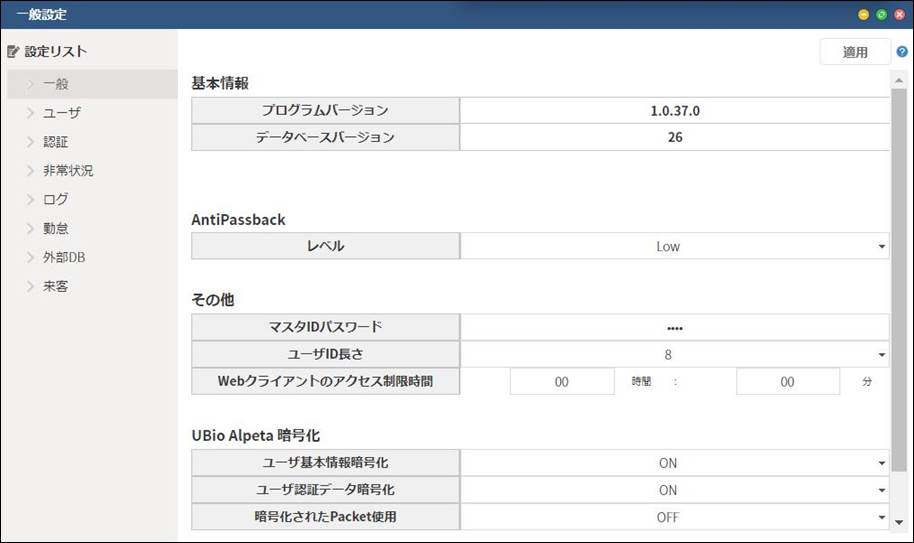 一般設定
設定リスト
一般
ユーザ
認証
非常状況
ログ
勤怠
外部DB
来客
適用
?
基本情報
プログラムバージョン 1.0.37.0
データベースバージョン 26
AntiPassback
レベル Low
その他
マスタIDパスワード ••••
ユーザID長さ 8
Webクライアントのアクセス制限時間 00 時間 : 00 分
UBio Alpeta 暗号化
ユーザ基本情報暗号化 ON
ユーザ認証データ暗号化 ON
暗号化されたPacket使用 OFF